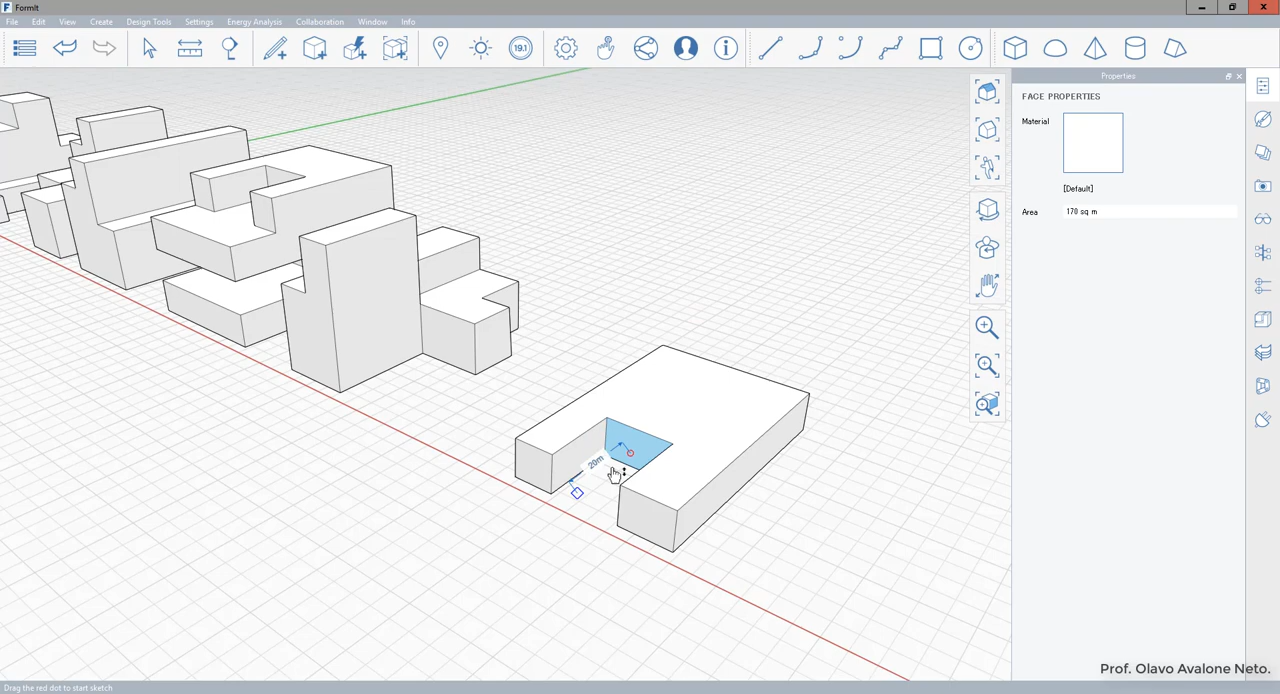 FormIt
File Edit View Create Design Tools Settings Energy Analysis Collaboration Window Info
19.1
Properties
FACE PROPERTIES
Material
[Default]
Area 170 sq m
20m
Prof. Olavo Avalone Neto.
Drag the red dot to start sketch